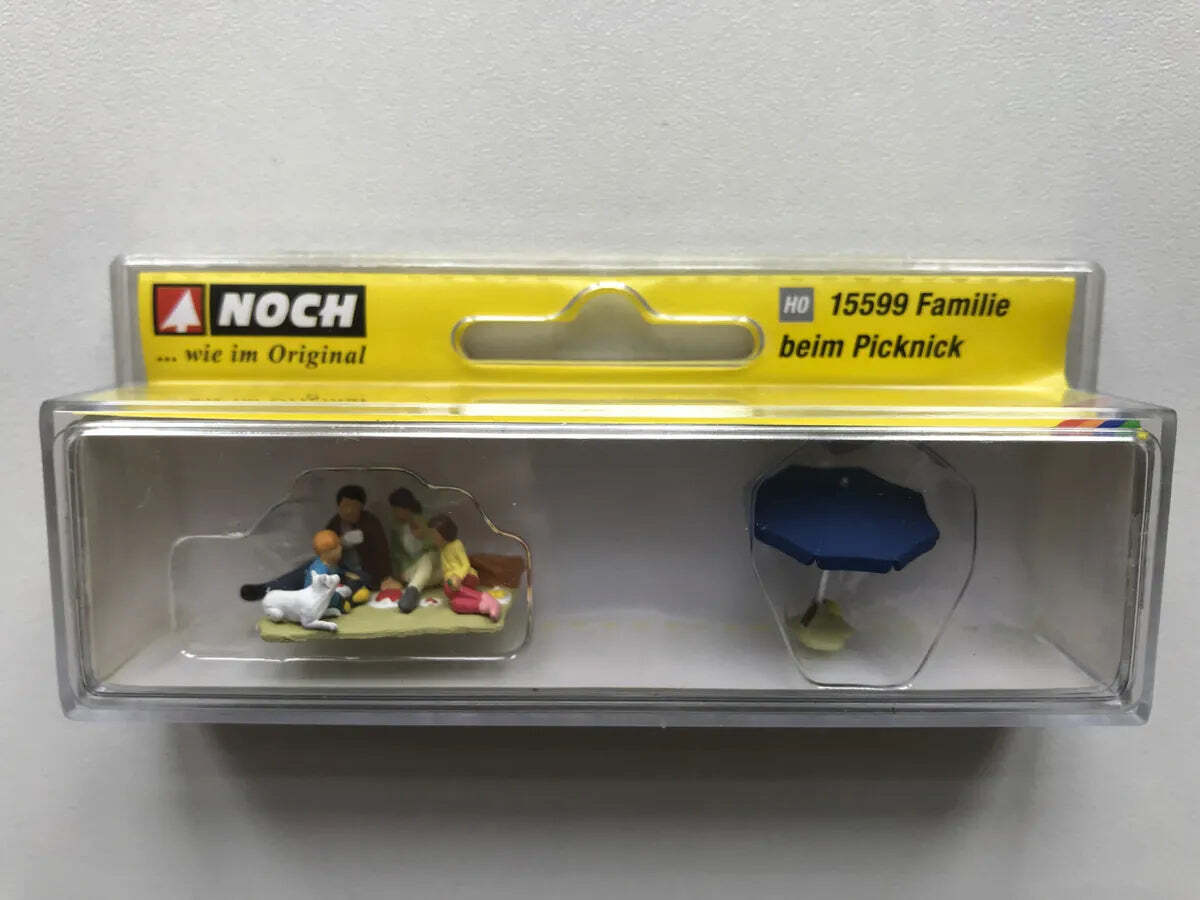 NOCH
... wie im Original
H0 15599 Familie
beim Picknick